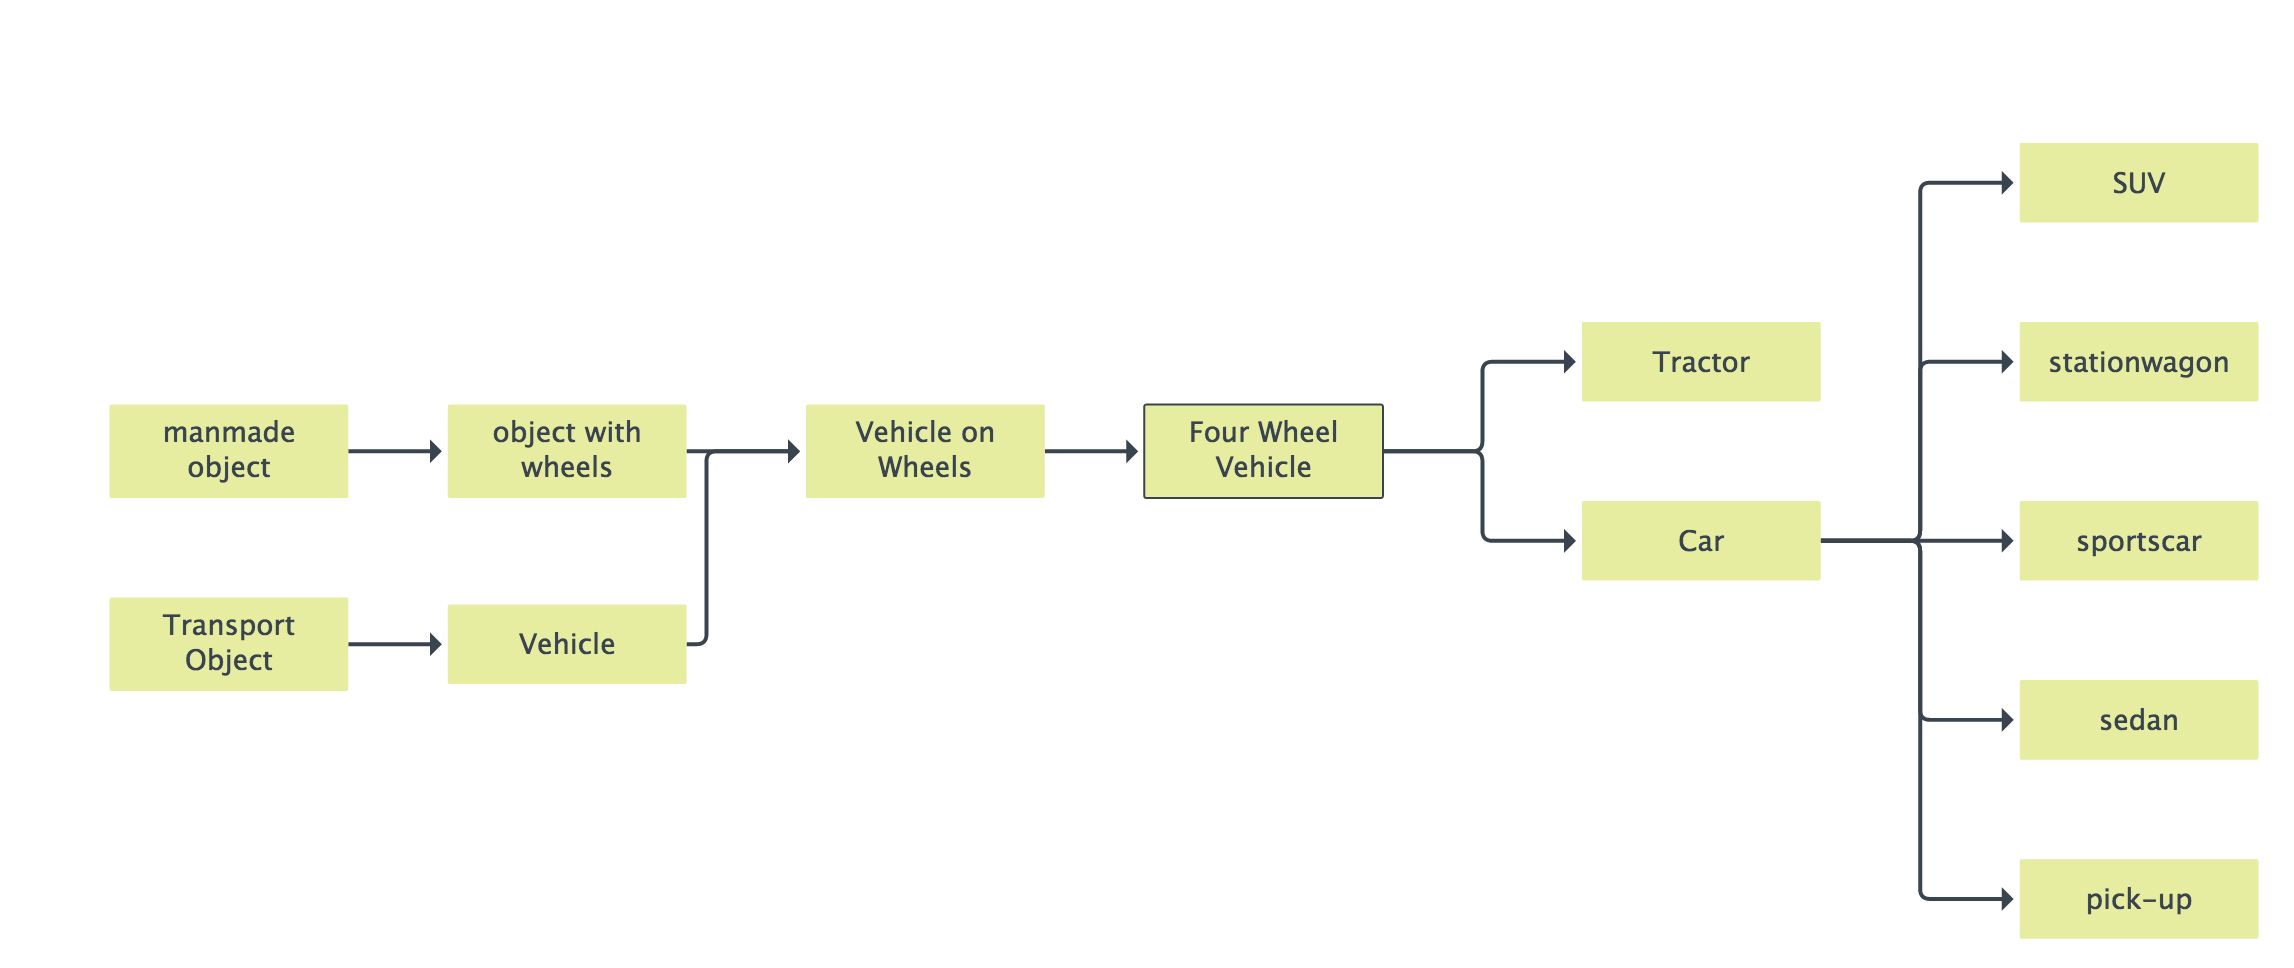 manmade
object
object with
wheels
Transport
Object
Vehicle
Vehicle on
Wheels
Four Wheel
Vehicle
Tractor
Car
SUV
stationwagon
sportscar
sedan
pick-up